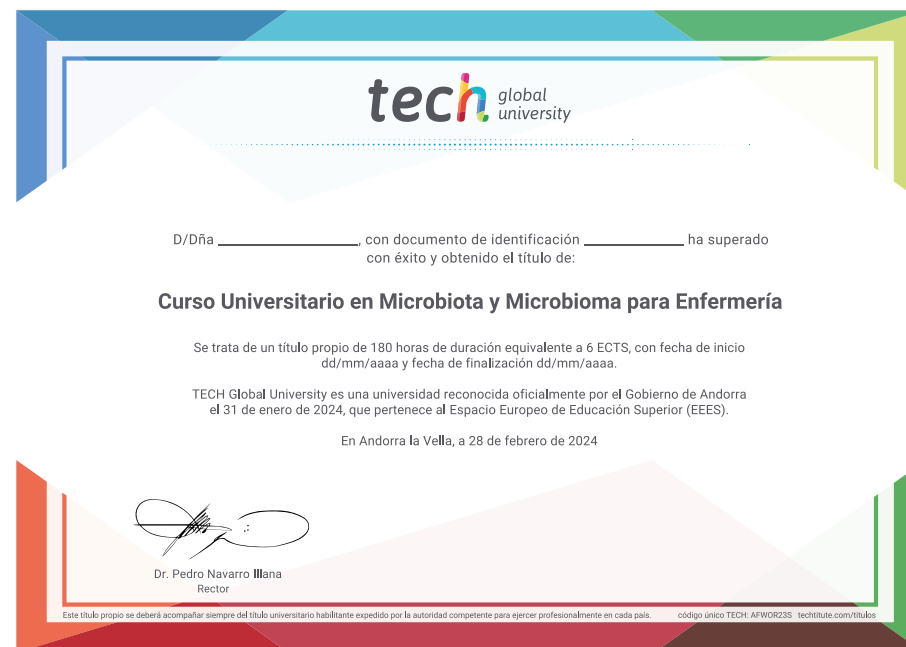 tech global university
D/Dña ____________________, con documento de identificación ______________ ha superado
con éxito y obtenido el título de:
Curso Universitario en Microbiota y Microbioma para Enfermería
Se trata de un título propio de 180 horas de duración equivalente a 6 ECTS, con fecha de inicio
dd/mm/aaaa y fecha de finalización dd/mm/aaaa.
TECH Global University es una universidad reconocida oficialmente por el Gobierno de Andorra
el 31 de enero de 2024, que pertenece al Espacio Europeo de Educación Superior (EEES).
En Andorra la Vella, a 28 de febrero de 2024
Dr. Pedro Navarro Illana
Rector
Este título propio se deberá acompañar siempre del título universitario habilitante expedido por la autoridad competente para ejercer profesionalmente en cada país. código único TECH: AFWOR23S techtitute.com/titulos